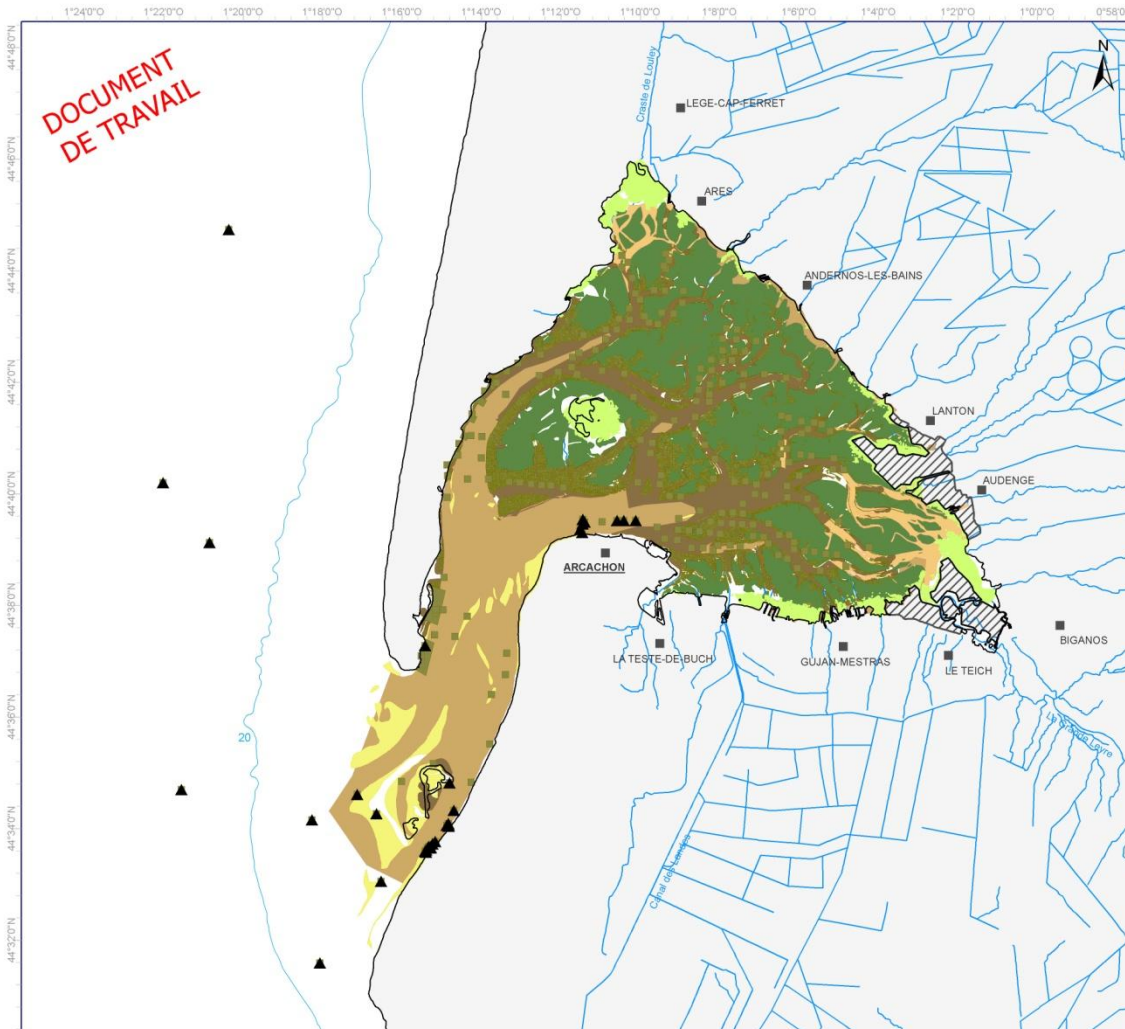 1°24'0"O 1°22'0"O 1°20'0"O 1°18'0"O 1°16'0"O 1°14'0"O 1°12'0"O 1°10'0"O 1°8'0"O 1°6'0"O 1°4'0"O 1°2'0"O 1°0'0"O
44°48'0"N
DOCUMENT
DE TRAVAIL
N
Craste de Louley
LEGE-CAP-FERRET
44°46'0"N
ARES
44°44'0"N
ANDERNOS-LES-BAINS
44°42'0"N
LANTON
44°40'0"N
AUDENGE
ARCACHON
44°38'0"N
BIGANOS
LA TESTE-DE-BUCH
GUJAN-MESTRAS
LE TEICH
44°36'0"N
20
La Grande Leyre
44°34'0"N
Canal des Landes
44°32'0"N